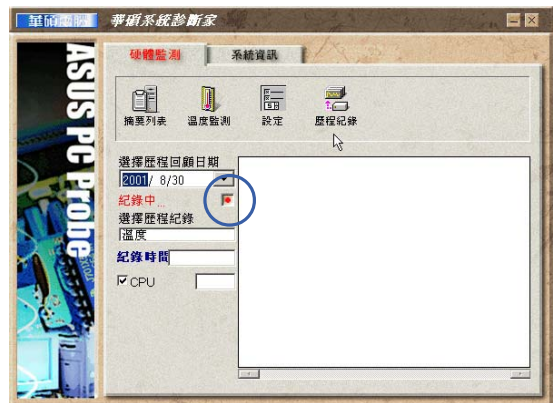 華碩電腦 華碩系統診斷家
ASUS PC Probe
硬體監測 系統資訊
摘要列表 溫度監測 設定 歷程紀錄
選擇歷程回顧日期
2001/ 8/30
紀錄中...
選擇歷程紀錄
溫度
紀錄時間
CPU